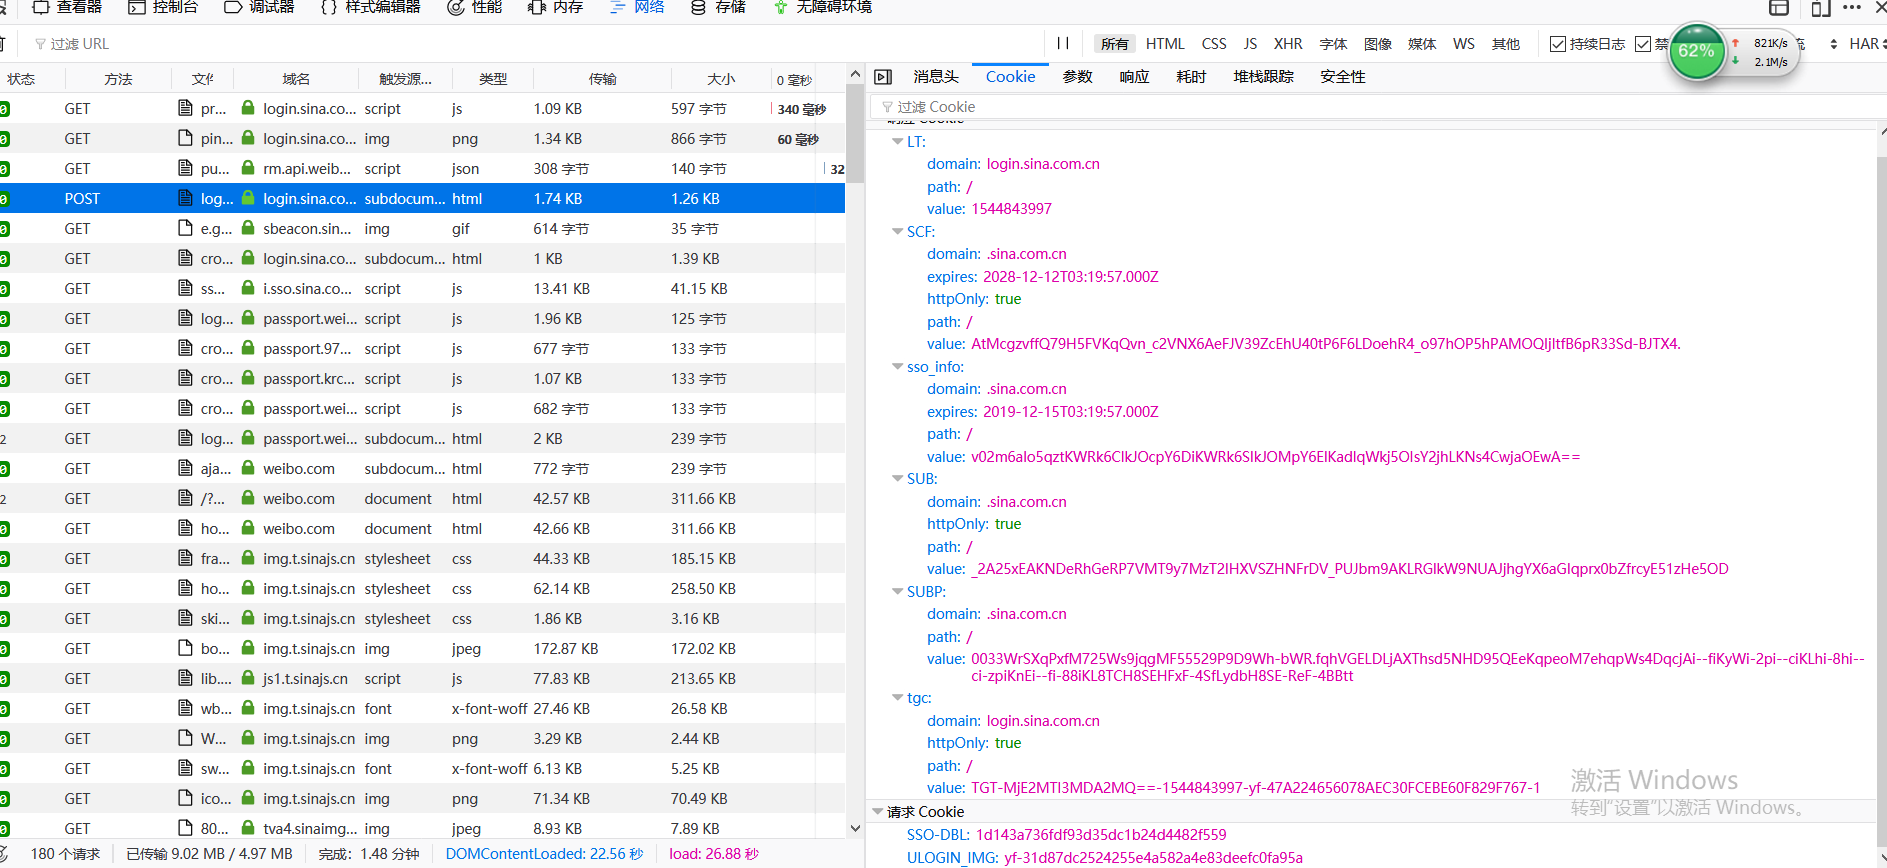 查看器 控制台 调试器 {} 样式编辑器 性能 内存 网络 存储 无障碍环境
过滤 URL 所有 HTML CSS JS XHR 字体 图像 媒体 WS 其他 持续日志 禁 流 HAR
62% 821K/s
2.1M/s
状态 方法 文件 域名 触发源... 类型 传输 大小 0 毫秒
GET pr... login.sina.co... script js 1.09 KB 597 字节 340 毫秒
GET pin... login.sina.co... img png 1.34 KB 866 字节 60 毫秒
GET pu... rm.api.weib... script json 308 字节 140 字节 32
POST log... login.sina.co... subdocum... html 1.74 KB 1.26 KB
GET e.g... sbeacon.sin... img gif 614 字节 35 字节
GET cro... login.sina.co... subdocum... html 1 KB 1.39 KB
GET ss... i.sso.sina.co... script js 13.41 KB 41.15 KB
GET log... passport.wei... script js 1.96 KB 125 字节
GET cro... passport.97... script js 677 字节 133 字节
GET cro... passport.krc... script js 1.07 KB 133 字节
GET cro... passport.wei... script js 682 字节 133 字节
2 GET log... passport.wei... subdocum... html 2 KB 239 字节
GET aja... weibo.com subdocum... html 772 字节 239 字节
2 GET /?... weibo.com document html 42.57 KB 311.66 KB
GET ho... weibo.com document html 42.66 KB 311.66 KB
GET fra... img.t.sinajs.cn stylesheet css 44.33 KB 185.15 KB
GET ho... img.t.sinajs.cn stylesheet css 62.14 KB 258.50 KB
GET ski... img.t.sinajs.cn stylesheet css 1.86 KB 3.16 KB
GET bo... img.t.sinajs.cn img jpeg 172.87 KB 172.02 KB
GET lib.... js1.t.sinajs.cn script js 77.83 KB 213.65 KB
GET wb... img.t.sinajs.cn font x-font-woff 27.46 KB 26.58 KB
GET W... img.t.sinajs.cn img png 3.29 KB 2.44 KB
GET sw... img.t.sinajs.cn font x-font-woff 6.13 KB 5.25 KB
GET ico... img.t.sinajs.cn img png 71.34 KB 70.49 KB
GET 80... tva4.sinaimg... img jpeg 8.93 KB 7.89 KB
180 个请求 已传输 9.02 MB / 4.97 MB 完成：1.48 分钟 DOMContentLoaded: 22.56 秒 load: 26.88 秒
消息头 Cookie 参数 响应 耗时 堆栈跟踪 安全性
过滤 Cookie
响应 Cookie
LT:
domain: login.sina.com.cn
path: /
value: 1544843997
SCF:
domain: .sina.com.cn
expires: 2028-12-12T03:19:57.000Z
httpOnly: true
path: /
value: AtMcgzvffQ79H5FVKqQvn_c2VNX6AeFJV39ZcEhU40tP6F6LDoehR4_o97hOP5hPAMOQIjItfB6pR33Sd-BJTX4.
sso_info:
domain: .sina.com.cn
expires: 2019-12-15T03:19:57.000Z
path: /
value: v02m6alo5qztKWRk6ClkJOcpY6DiKWRk6SlkJOMpY6ElKadlqWkj5OIsY2jhLKNs4CwjaOEwA==
SUB:
domain: .sina.com.cn
httpOnly: true
path: /
value: _2A25xEAKNDeRhGeRP7VMT9y7MzT2IHXVSZHNFrDV_PUJbm9AKLRGlkW9NUAJjhgYX6aGlqprx0bZfrcyE51zHe5OD
SUBP:
domain: .sina.com.cn
path: /
value: 0033WrSXqPxfM725Ws9jqgMF55529P9D9Wh-bWR.fqhVGELDLjAXThsd5NHD95QEeKqpeoM7ehqpWs4DqcjAi--fiKyWi-2pi--ciKLhi-8hi--
ci-zpiKnEi--fi-88iKL8TCH8SEHFxF-4SfLydbH8SE-ReF-4BBtt
tgc:
domain: login.sina.com.cn
httpOnly: true
path: /
value: TGT-MjE2MTI3MDA2MQ==-1544843997-yf-47A224656078AEC30FCEBE60F829F767-1
激活 Windows
转到"设置"以激活 Windows。
请求 Cookie
SSO-DBL: 1d143a736fdf93d35dc1b24d4482f559
ULOGIN_IMG: yf-31d87dc2524255e4a582a4e83deefc0fa95a